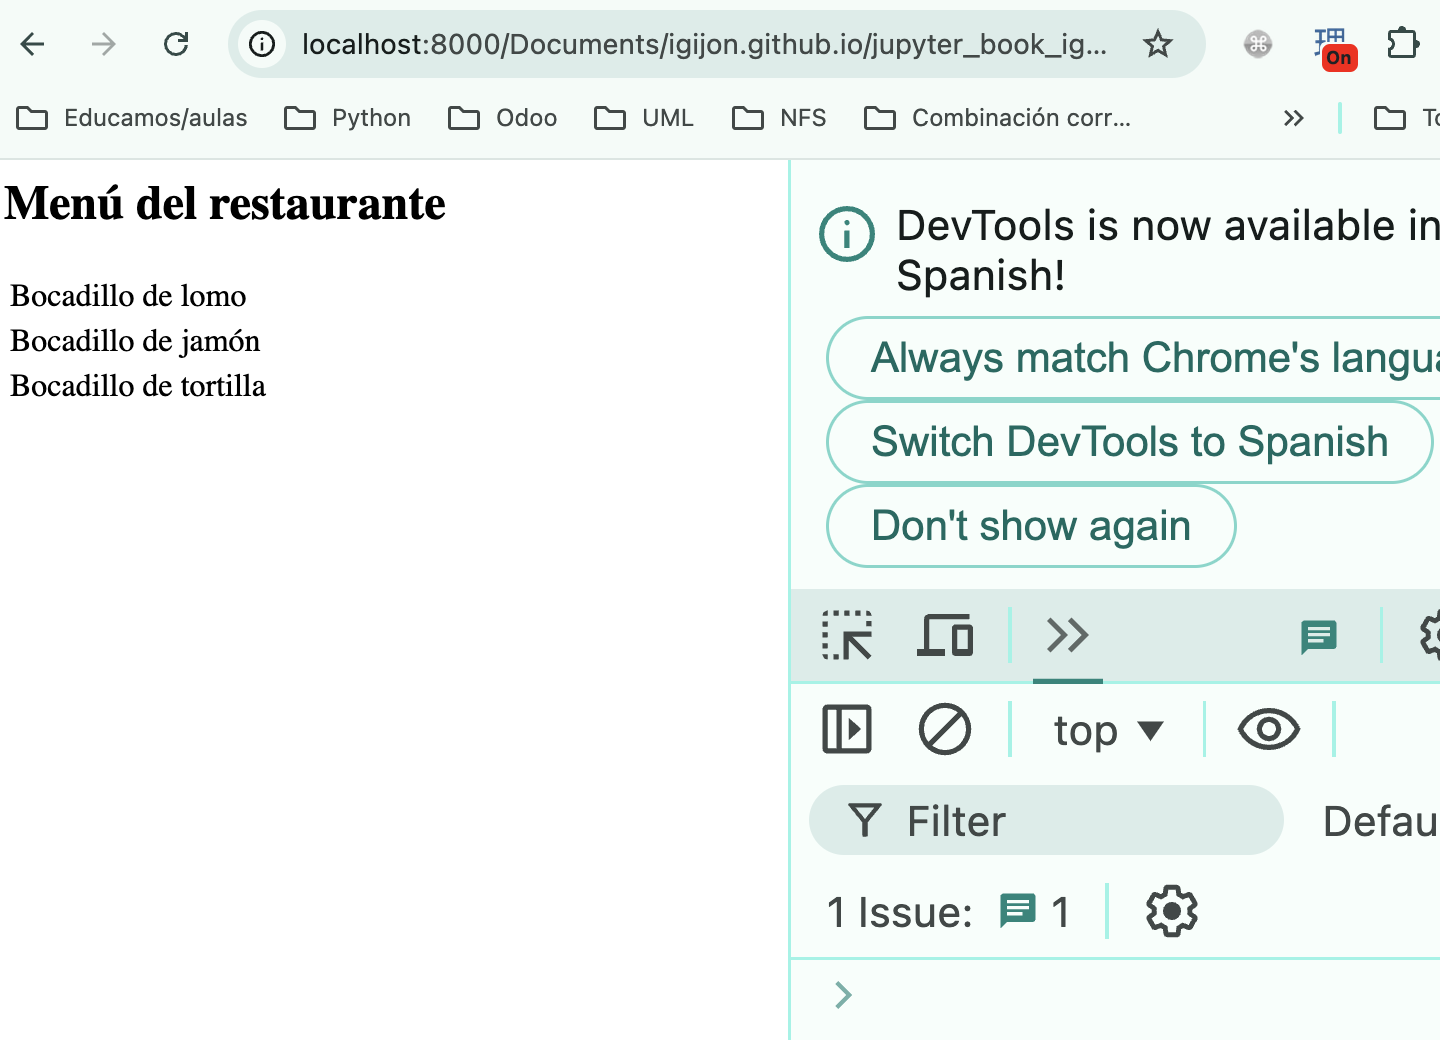 localhost:8000/Documents/igijon.github.io/jupyter_book_ig...
On
Educamos/aulas
Python
Odoo
UML
NFS
Combinación corr...
Menú del restaurante
Bocadillo de lomo
Bocadillo de jamón
Bocadillo de tortilla
DevTools is now available in
Spanish!
Always match Chrome's langua
Switch DevTools to Spanish
Don't show again
top
Filter
Defau
1 Issue: 1